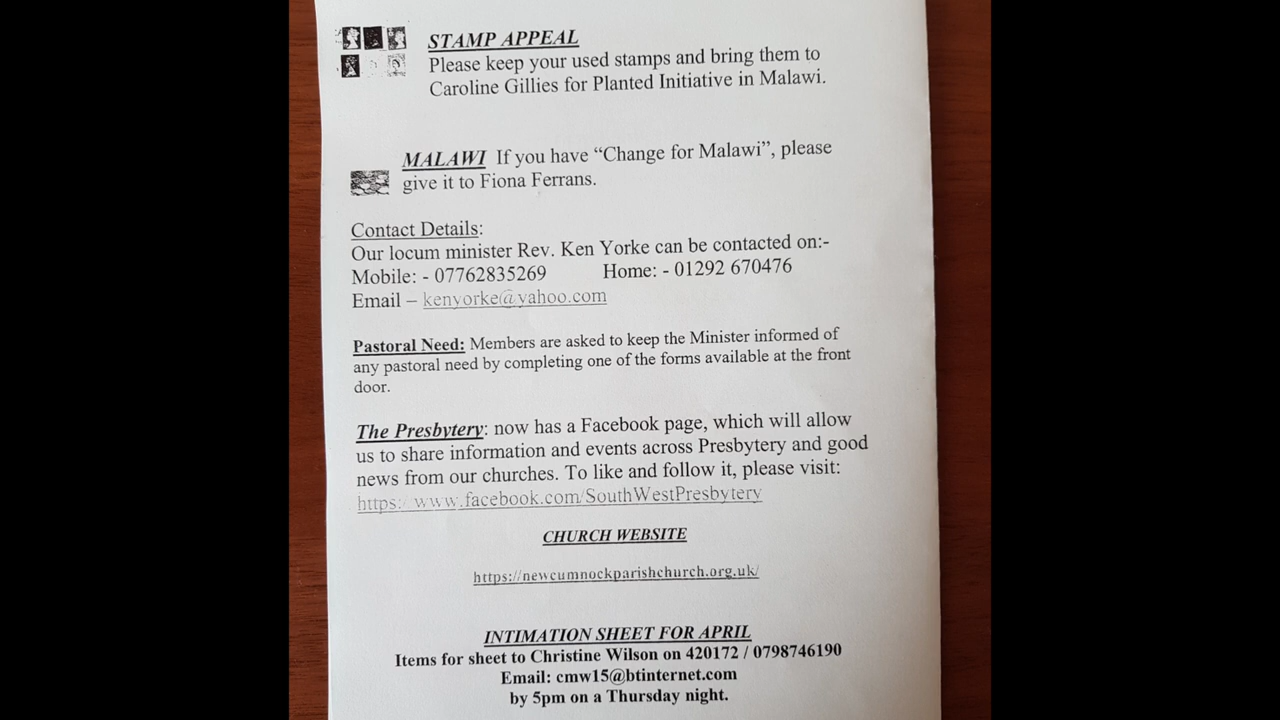 STAMP APPEAL
Please keep your used stamps and bring them to
Caroline Gillies for Planted Initiative in Malawi.
MALAWI If you have “Change for Malawi”, please
give it to Fiona Ferrans.
Contact Details:
Our locum minister Rev. Ken Yorke can be contacted on:-
Mobile: - 07762835269 Home: - 01292 670476
Email – kenyorke@yahoo.com
Pastoral Need: Members are asked to keep the Minister informed of
any pastoral need by completing one of the forms available at the front
door.
The Presbytery: now has a Facebook page, which will allow
us to share information and events across Presbytery and good
news from our churches. To like and follow it, please visit:
https://www.facebook.com/SouthWestPresbytery
CHURCH WEBSITE
https://newcumnockparishchurch.org.uk/
INTIMATION SHEET FOR APRIL
Items for sheet to Christine Wilson on 420172 / 0798746190
Email: cmw15@btinternet.com
by 5pm on a Thursday night.